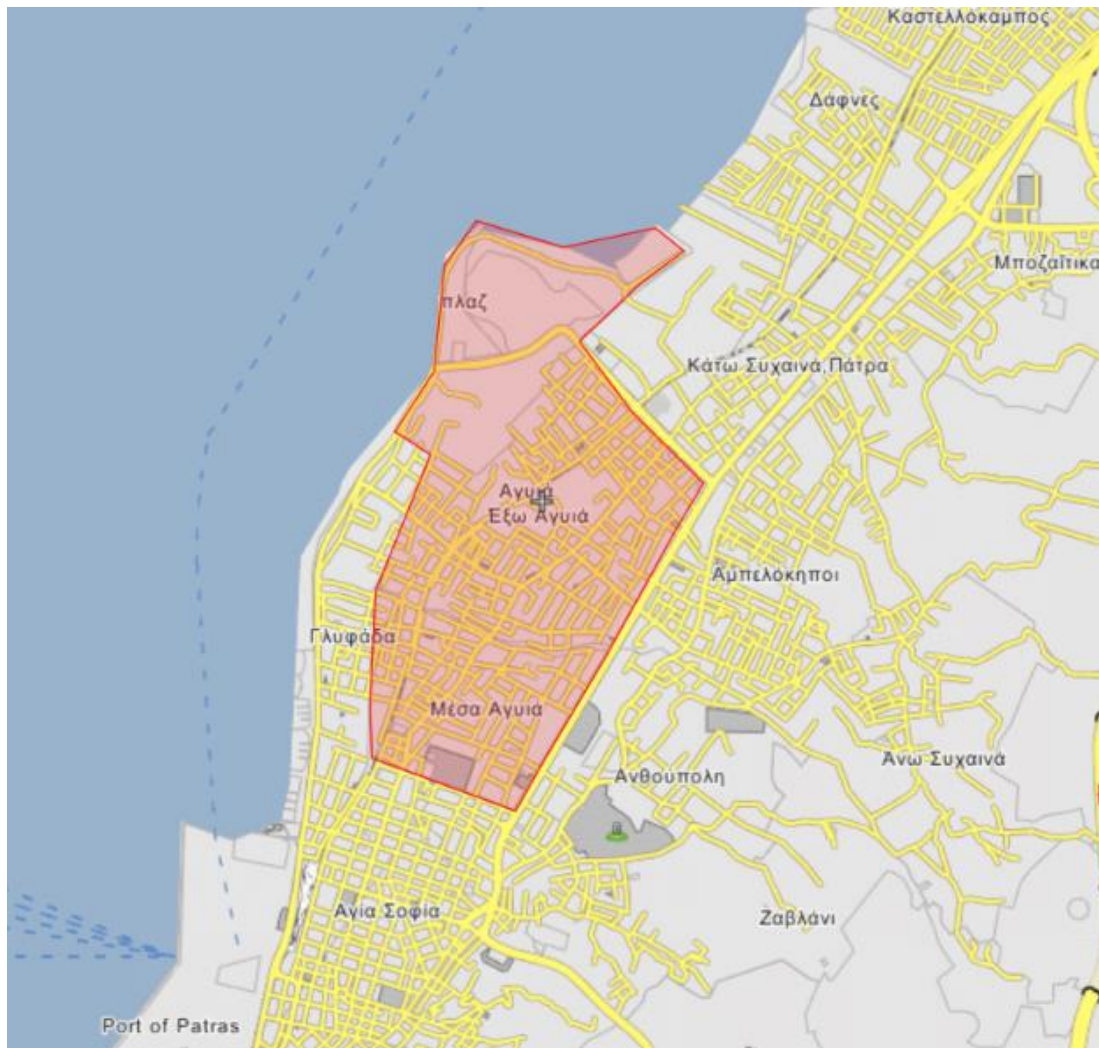 Καστελλόκαμπος
Δάφνες
Μποζαΐτικα
πλαζ
Κάτω Συχαινά,Πάτρα
Αγυιά
Έξω Αγυιά
Αμπελόκηποι
Γλυφάδα
Μέσα Αγυιά
Άνω Συχαινά
Ανθούπολη
Αγία Σοφία
Ζαβλάνι
Port of Patras